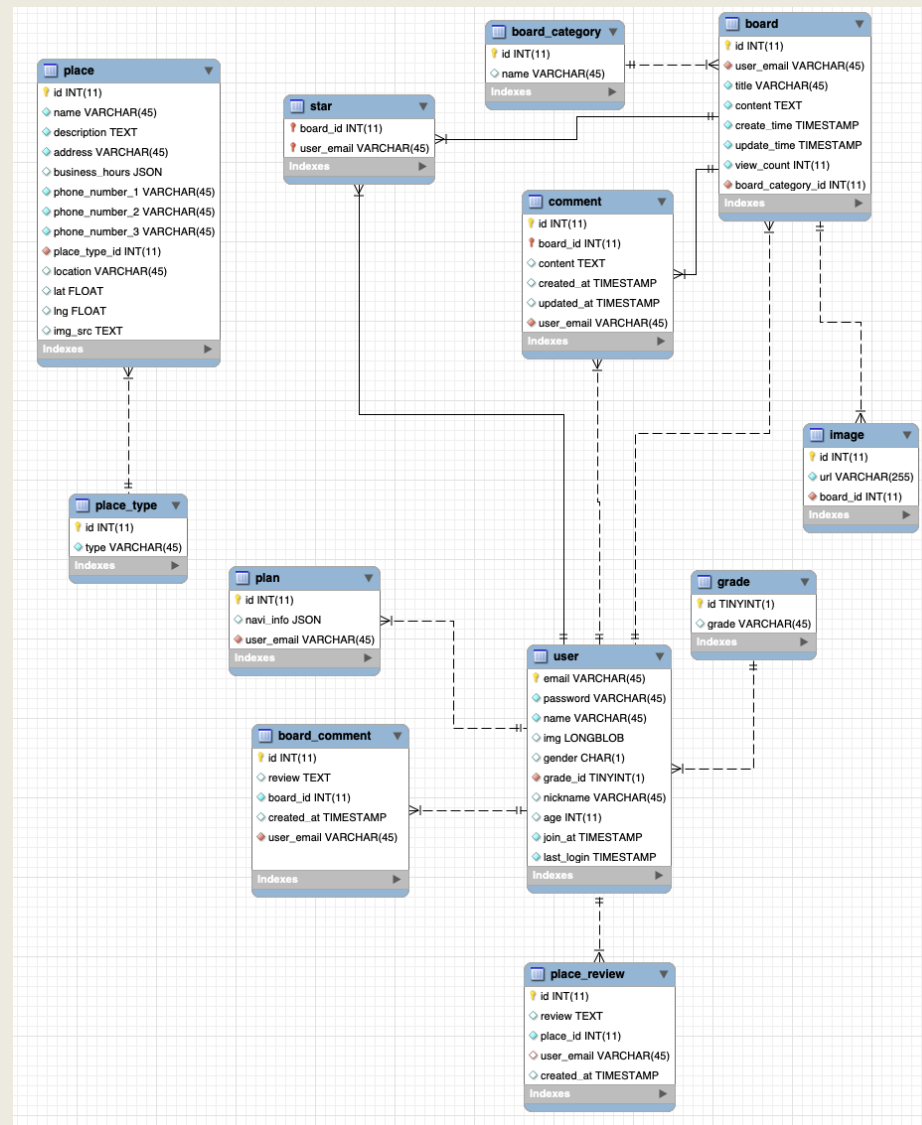 place
id INT(11)
name VARCHAR(45)
description TEXT
address VARCHAR(45)
business_hours JSON
phone_number_1 VARCHAR(45)
phone_number_2 VARCHAR(45)
phone_number_3 VARCHAR(45)
place_type_id INT(11)
location VARCHAR(45)
lat FLOAT
lng FLOAT
img_src TEXT
Indexes
star
board_id INT(11)
user_email VARCHAR(45)
Indexes
board_category
id INT(11)
name VARCHAR(45)
Indexes
board
id INT(11)
user_email VARCHAR(45)
title VARCHAR(45)
content TEXT
create_time TIMESTAMP
update_time TIMESTAMP
view_count INT(11)
board_category_id INT(11)
Indexes
comment
id INT(11)
board_id INT(11)
content TEXT
created_at TIMESTAMP
updated_at TIMESTAMP
user_email VARCHAR(45)
Indexes
image
id INT(11)
url VARCHAR(255)
board_id INT(11)
Indexes
place_type
id INT(11)
type VARCHAR(45)
Indexes
plan
id INT(11)
navi_info JSON
user_email VARCHAR(45)
Indexes
grade
id TINYINT(1)
grade VARCHAR(45)
Indexes
user
email VARCHAR(45)
password VARCHAR(45)
name VARCHAR(45)
img LONGBLOB
gender CHAR(1)
grade_id TINYINT(1)
nickname VARCHAR(45)
age INT(11)
join_at TIMESTAMP
last_login TIMESTAMP
Indexes
board_comment
id INT(11)
review TEXT
board_id INT(11)
created_at TIMESTAMP
user_email VARCHAR(45)
Indexes
place_review
id INT(11)
review TEXT
place_id INT(11)
user_email VARCHAR(45)
created_at TIMESTAMP
Indexes